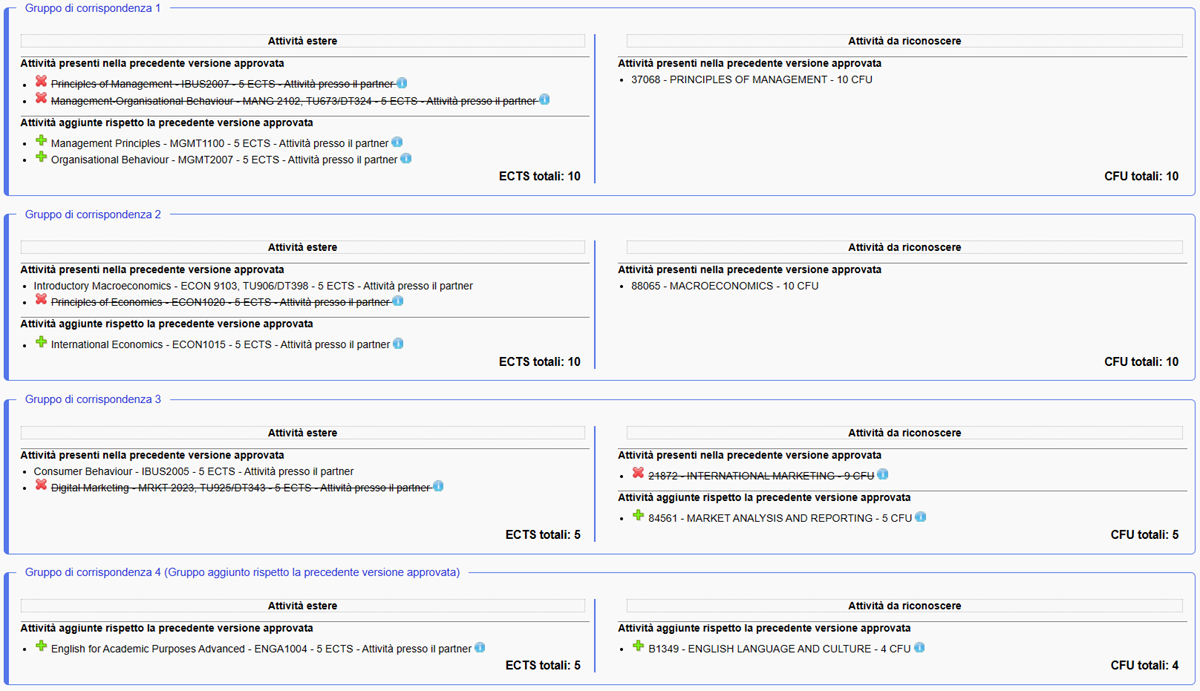 Gruppo di corrispondenza 1
Attività estere
Attività presenti nella precedente versione approvata
Principles of Management - IBUS2007 - 5 ECTS - Attività presso il partner
Management-Organisational Behaviour - MANG 2102, TU673/DT324 - 5 ECTS - Attività presso il partner
Attività aggiunte rispetto la precedente versione approvata
Management Principles - MGMT1100 - 5 ECTS - Attività presso il partner
Organisational Behaviour - MGMT2007 - 5 ECTS - Attività presso il partner
ECTS totali: 10
Attività da riconoscere
Attività presenti nella precedente versione approvata
37068 - PRINCIPLES OF MANAGEMENT - 10 CFU
CFU totali: 10
Gruppo di corrispondenza 2
Attività estere
Attività presenti nella precedente versione approvata
Introductory Macroeconomics - ECON 9103, TU906/DT398 - 5 ECTS - Attività presso il partner
Principles of Economics - ECON1020 - 5 ECTS - Attività presso il partner
Attività aggiunte rispetto la precedente versione approvata
International Economics - ECON1015 - 5 ECTS - Attività presso il partner
ECTS totali: 10
Attività da riconoscere
Attività presenti nella precedente versione approvata
88065 - MACROECONOMICS - 10 CFU
CFU totali: 10
Gruppo di corrispondenza 3
Attività estere
Attività presenti nella precedente versione approvata
Consumer Behaviour - IBUS2005 - 5 ECTS - Attività presso il partner
Digital Marketing - MRKT 2023, TU925/DT343 - 5 ECTS - Attività presso il partner
ECTS totali: 5
Attività da riconoscere
Attività presenti nella precedente versione approvata
21872 - INTERNATIONAL MARKETING - 9 CFU
Attività aggiunte rispetto la precedente versione approvata
84561 - MARKET ANALYSIS AND REPORTING - 5 CFU
CFU totali: 5
Gruppo di corrispondenza 4 (Gruppo aggiunto rispetto la precedente versione approvata)
Attività estere
Attività aggiunte rispetto la precedente versione approvata
English for Academic Purposes Advanced - ENGA1004 - 5 ECTS - Attività presso il partner
ECTS totali: 5
Attività da riconoscere
Attività aggiunte rispetto la precedente versione approvata
B1349 - ENGLISH LANGUAGE AND CULTURE - 4 CFU
CFU totali: 4